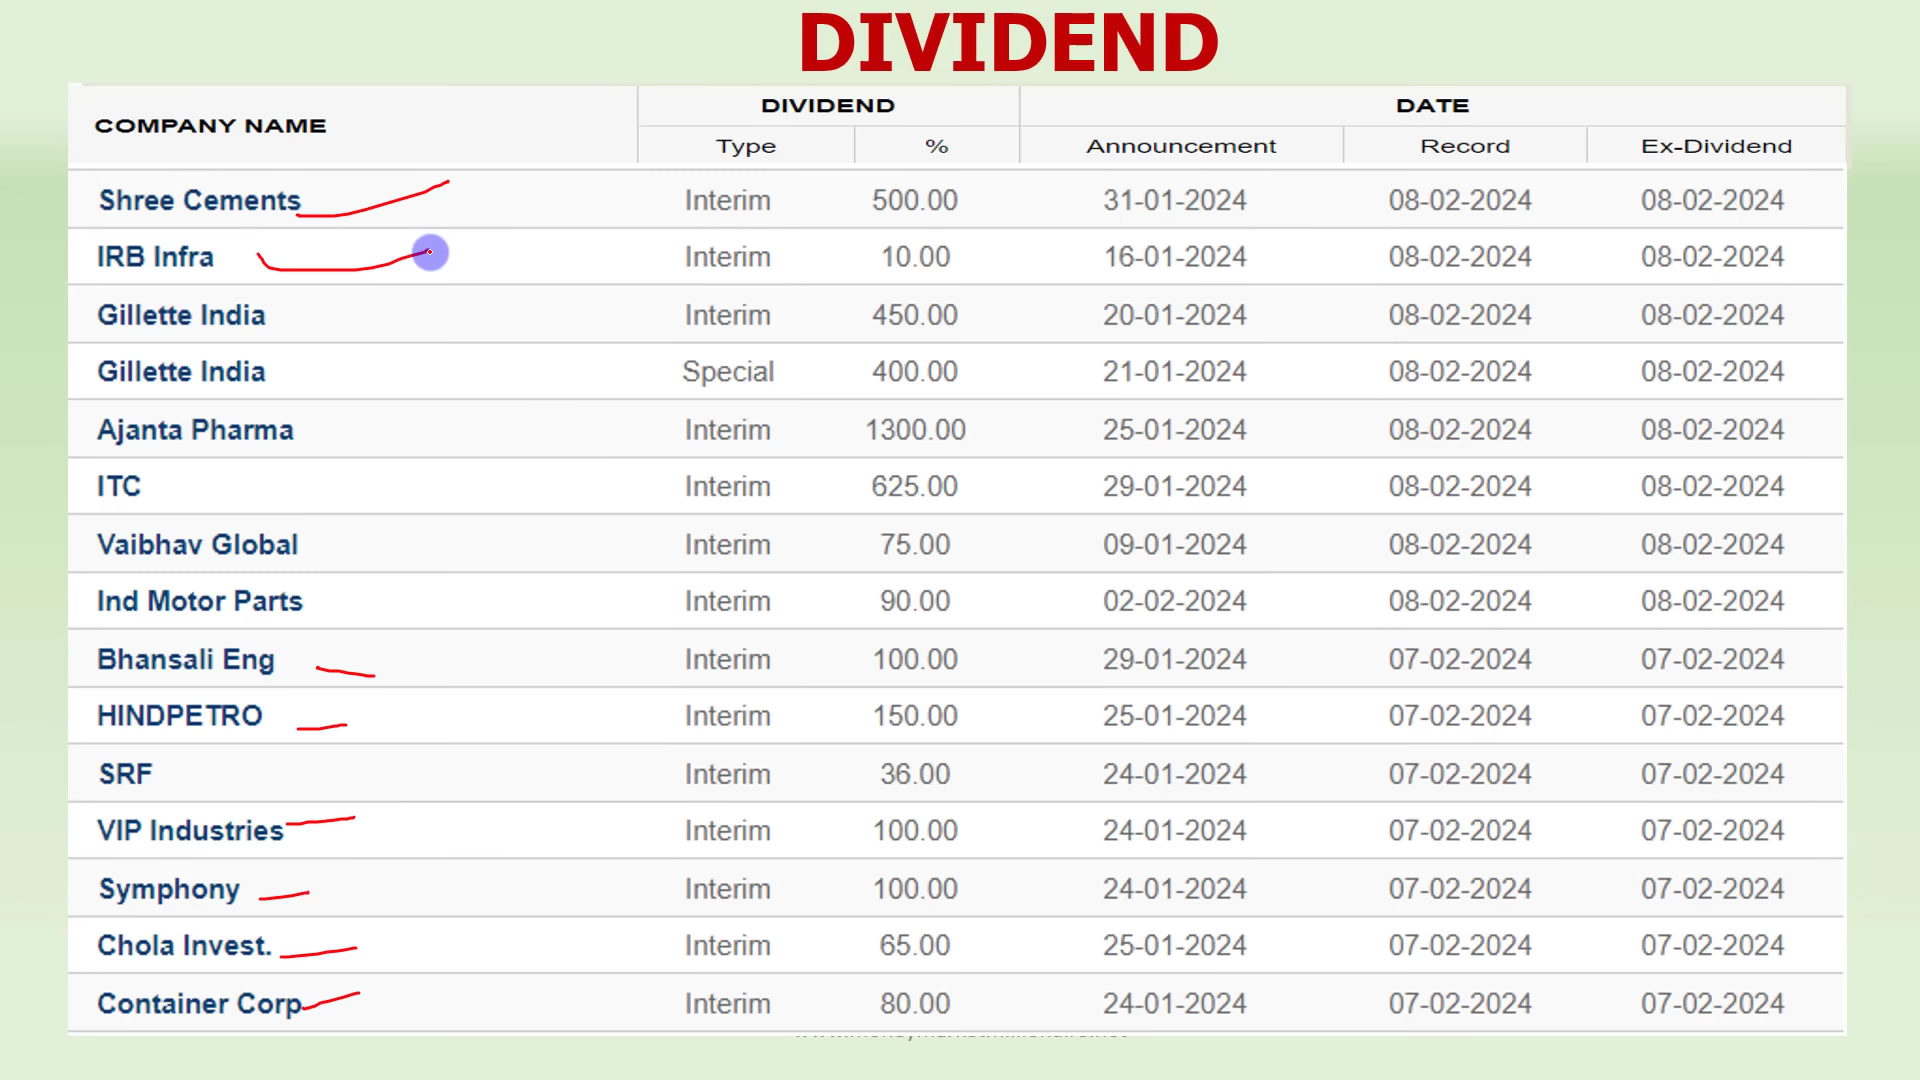 DIVIDEND
COMPANY NAME DIVIDEND DATE
Type % Announcement Record Ex-Dividend
Shree Cements Interim 500.00 31-01-2024 08-02-2024 08-02-2024
IRB Infra Interim 10.00 16-01-2024 08-02-2024 08-02-2024
Gillette India Interim 450.00 20-01-2024 08-02-2024 08-02-2024
Gillette India Special 400.00 21-01-2024 08-02-2024 08-02-2024
Ajanta Pharma Interim 1300.00 25-01-2024 08-02-2024 08-02-2024
ITC Interim 625.00 29-01-2024 08-02-2024 08-02-2024
Vaibhav Global Interim 75.00 09-01-2024 08-02-2024 08-02-2024
Ind Motor Parts Interim 90.00 02-02-2024 08-02-2024 08-02-2024
Bhansali Eng Interim 100.00 29-01-2024 07-02-2024 07-02-2024
HINDPETRO Interim 150.00 25-01-2024 07-02-2024 07-02-2024
SRF Interim 36.00 24-01-2024 07-02-2024 07-02-2024
VIP Industries Interim 100.00 24-01-2024 07-02-2024 07-02-2024
Symphony Interim 100.00 24-01-2024 07-02-2024 07-02-2024
Chola Invest. Interim 65.00 25-01-2024 07-02-2024 07-02-2024
Container Corp Interim 80.00 24-01-2024 07-02-2024 07-02-2024